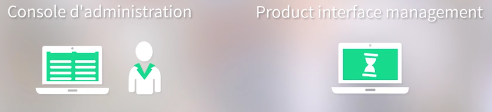 Console d'administration
Product interface management